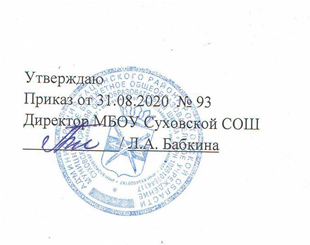 Утверждаю
Приказ от 31.08.2020 № 93
Директор МБОУ Суховской СОШ
/ Л.А. Бабкина